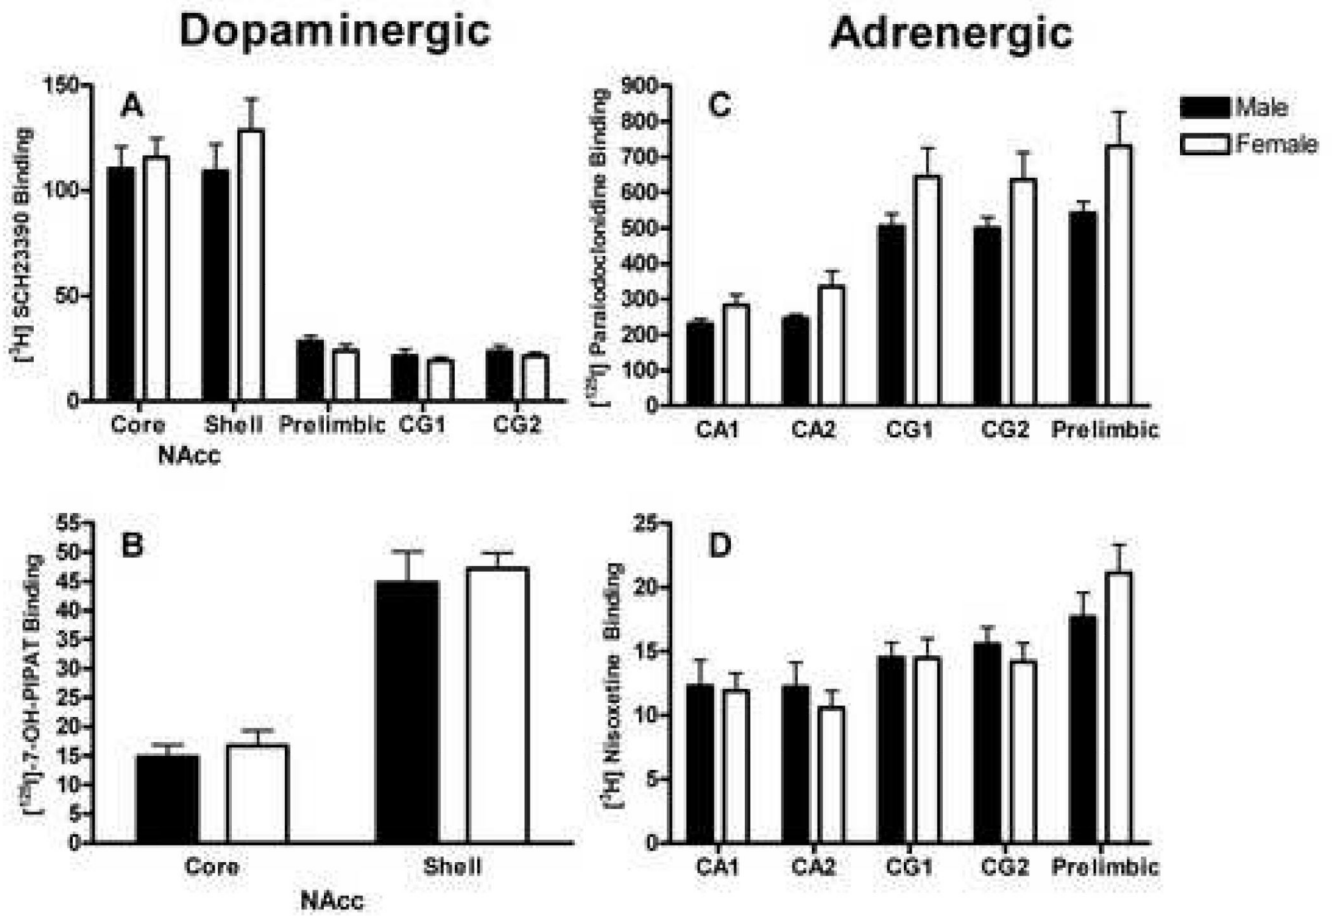 Dopaminergic
Adrenergic
A
[³H] SCH23390 Binding
150
100
50
0
Core
Shell
Prelimbic
CG1
CG2
NAcc
C
[¹²⁵I] Paraiodoclonidine Binding
900
800
700
600
500
400
300
200
100
0
CA1
CA2
CG1
CG2
Prelimbic
Male
Female
B
[¹²⁵I]-7-OH-PIPAT Binding
55
50
45
40
35
30
25
20
15
10
5
0
Core
Shell
NAcc
D
[³H] Nisoxetine Binding
25
20
15
10
5
0
CA1
CA2
CG1
CG2
Prelimbic